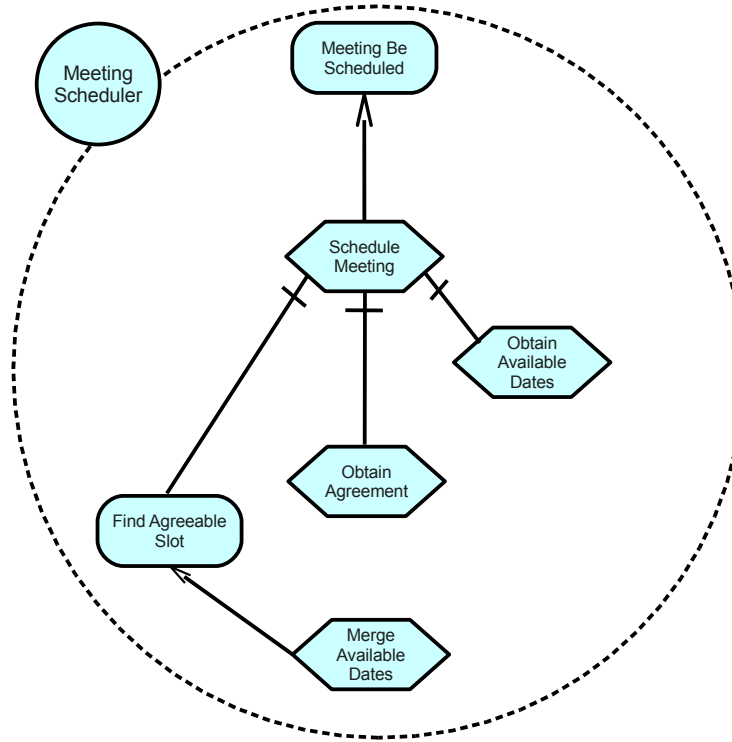 Meeting
Scheduler
Meeting Be
Scheduled
Schedule
Meeting
Obtain
Available
Dates
Obtain
Agreement
Find Agreeable
Slot
Merge
Available
Dates